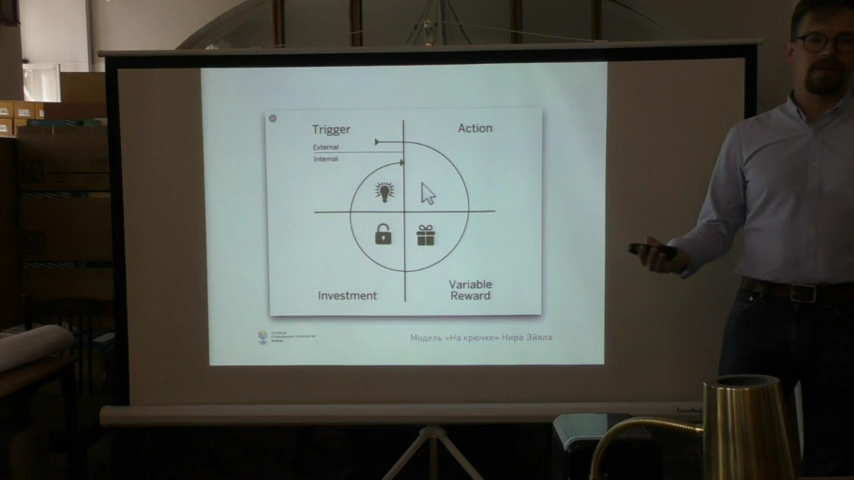 Trigger
Action
External
Internal
Investment
Variable
Reward
Модель «На крючке» Нира Эйяла